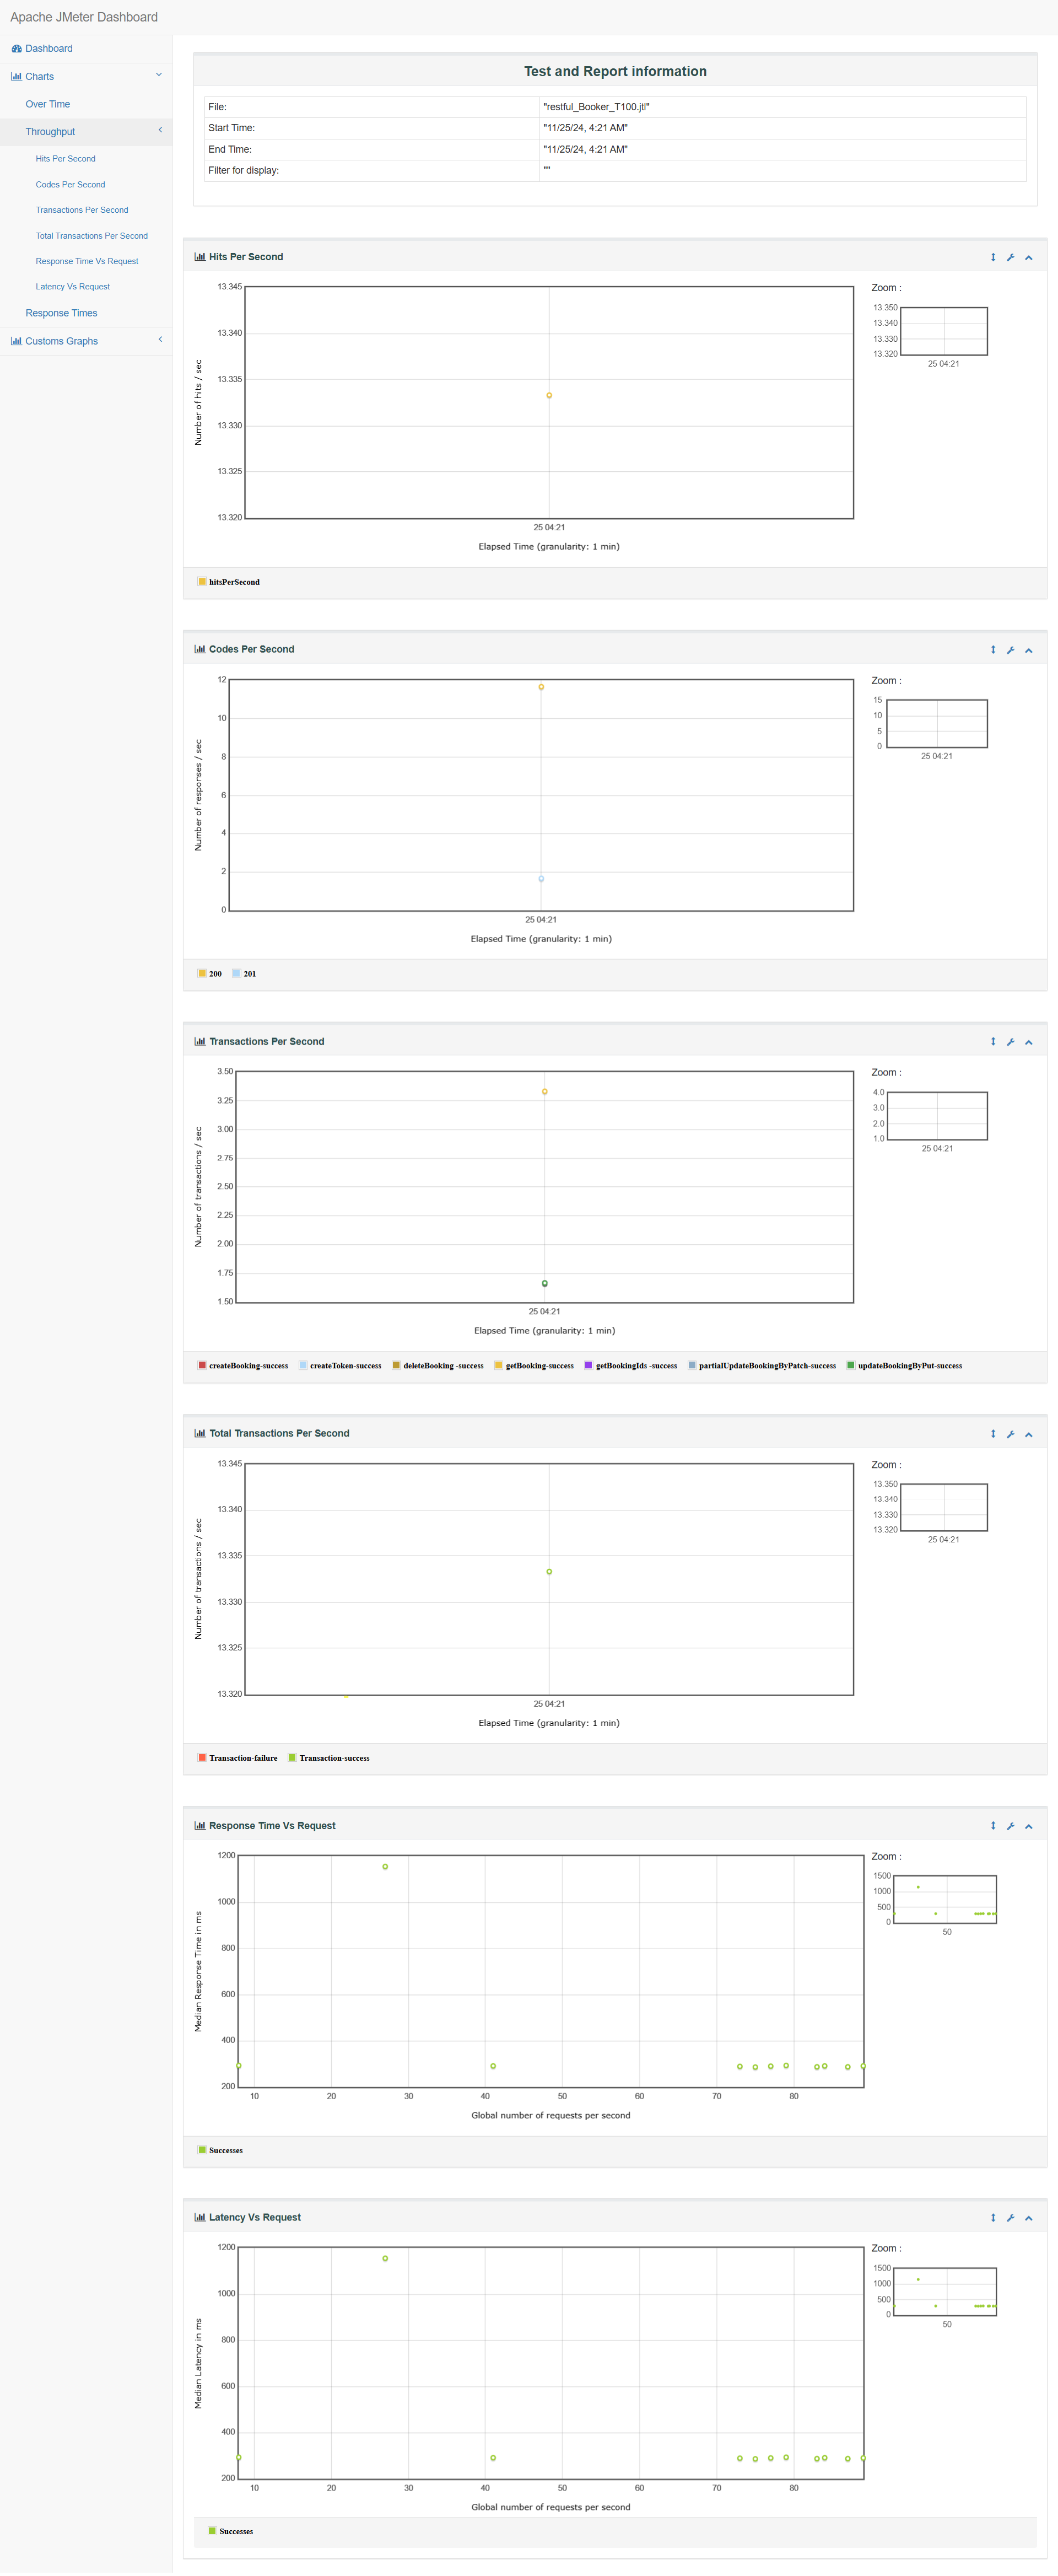 Apache JMeter Dashboard
Dashboard
Charts
Over Time
Throughput
Hits Per Second
Codes Per Second
Transactions Per Second
Total Transactions Per Second
Response Time Vs Request
Latency Vs Request
Response Times
Customs Graphs
Test and Report information
File: "restful_Booker_T100.jtl"
Start Time: "11/25/24, 4:21 AM"
End Time: "11/25/24, 4:21 AM"
Filter for display: ""
Hits Per Second
Number of hits / sec
13.345
13.340
13.335
13.330
13.325
13.320
25 04:21
Elapsed Time (granularity: 1 min)
Zoom :
13.350
13.340
13.330
13.320
25 04:21
hitsPerSecond
Codes Per Second
Number of responses / sec
12
10
8
6
4
2
0
25 04:21
Elapsed Time (granularity: 1 min)
Zoom :
15
10
5
0
25 04:21
200 201
Transactions Per Second
Number of transactions / sec
3.50
3.25
3.00
2.75
2.50
2.25
2.00
1.75
1.50
25 04:21
Elapsed Time (granularity: 1 min)
Zoom :
4.0
3.0
2.0
1.0
25 04:21
createBooking-success createToken-success deleteBooking -success getBooking-success getBookingIds -success partialUpdateBookingByPatch-success updateBookingByPut-success
Total Transactions Per Second
Number of transactions / sec
13.345
13.340
13.335
13.330
13.325
13.320
25 04:21
Elapsed Time (granularity: 1 min)
Zoom :
13.350
13.340
13.330
13.320
25 04:21
Transaction-failure Transaction-success
Response Time Vs Request
Median Response Time in ms
1200
1000
800
600
400
200
10 20 30 40 50 60 70 80
Global number of requests per second
Zoom :
1500
1000
500
0
50
Successes
Latency Vs Request
Median Latency in ms
1200
1000
800
600
400
200
10 20 30 40 50 60 70 80
Global number of requests per second
Zoom :
1500
1000
500
0
50
Successes